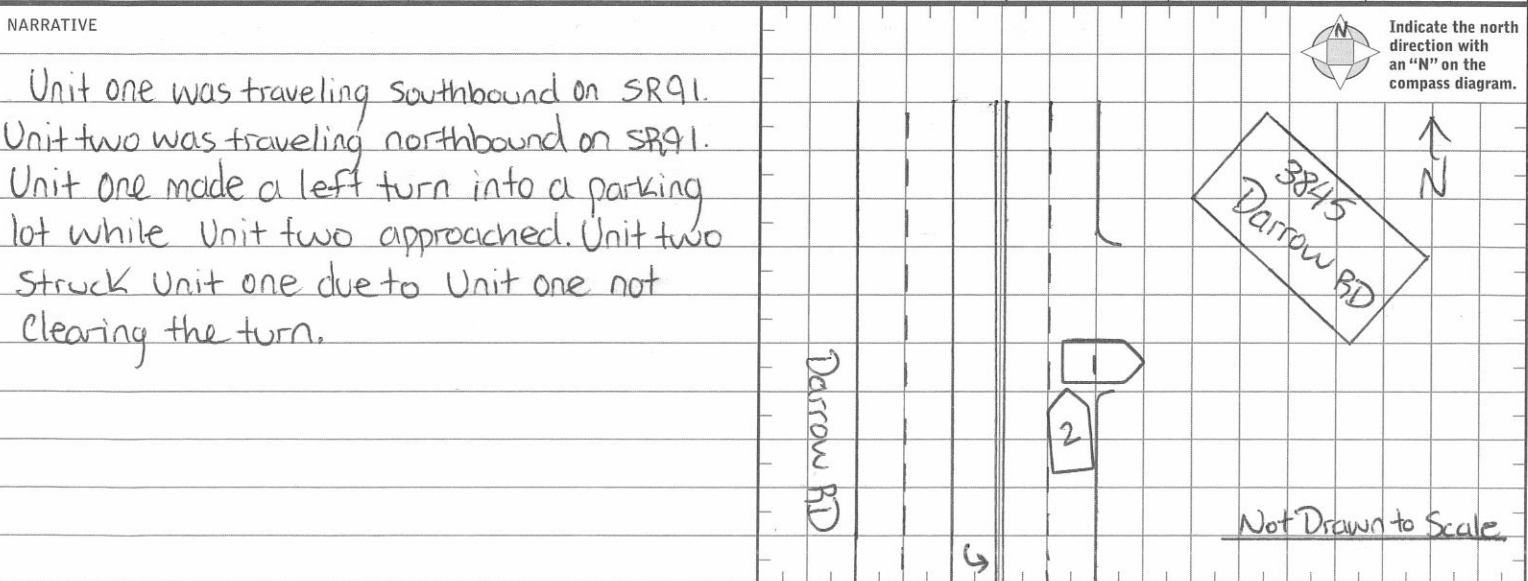 NARRATIVE
Unit one was traveling Southbound on SR91.
Unit two was traveling northbound on SR91.
Unit one made a left turn into a parking
lot while Unit two approached. Unit two
Struck Unit one due to Unit one not
Clearing the turn.
N
Indicate the north
direction with
an “N” on the
compass diagram.
N
3845
Darrow RD
1
2
Darrow RD
Not Drawn to Scale